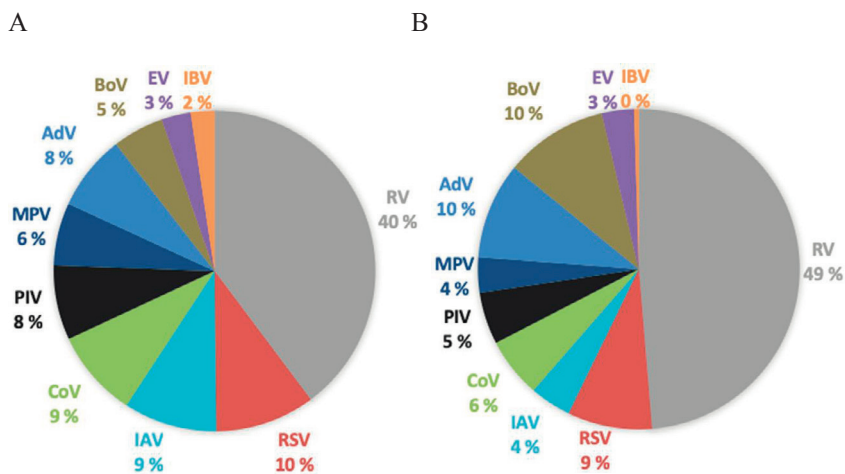 A
RV
40 %
RSV
10 %
IAV
9 %
CoV
9 %
PIV
8 %
MPV
6 %
AdV
8 %
BoV
5 %
EV
3 %
IBV
2 %
B
RV
49 %
RSV
9 %
IAV
4 %
CoV
6 %
PIV
5 %
MPV
4 %
AdV
10 %
BoV
10 %
EV
3 %
IBV
0 %